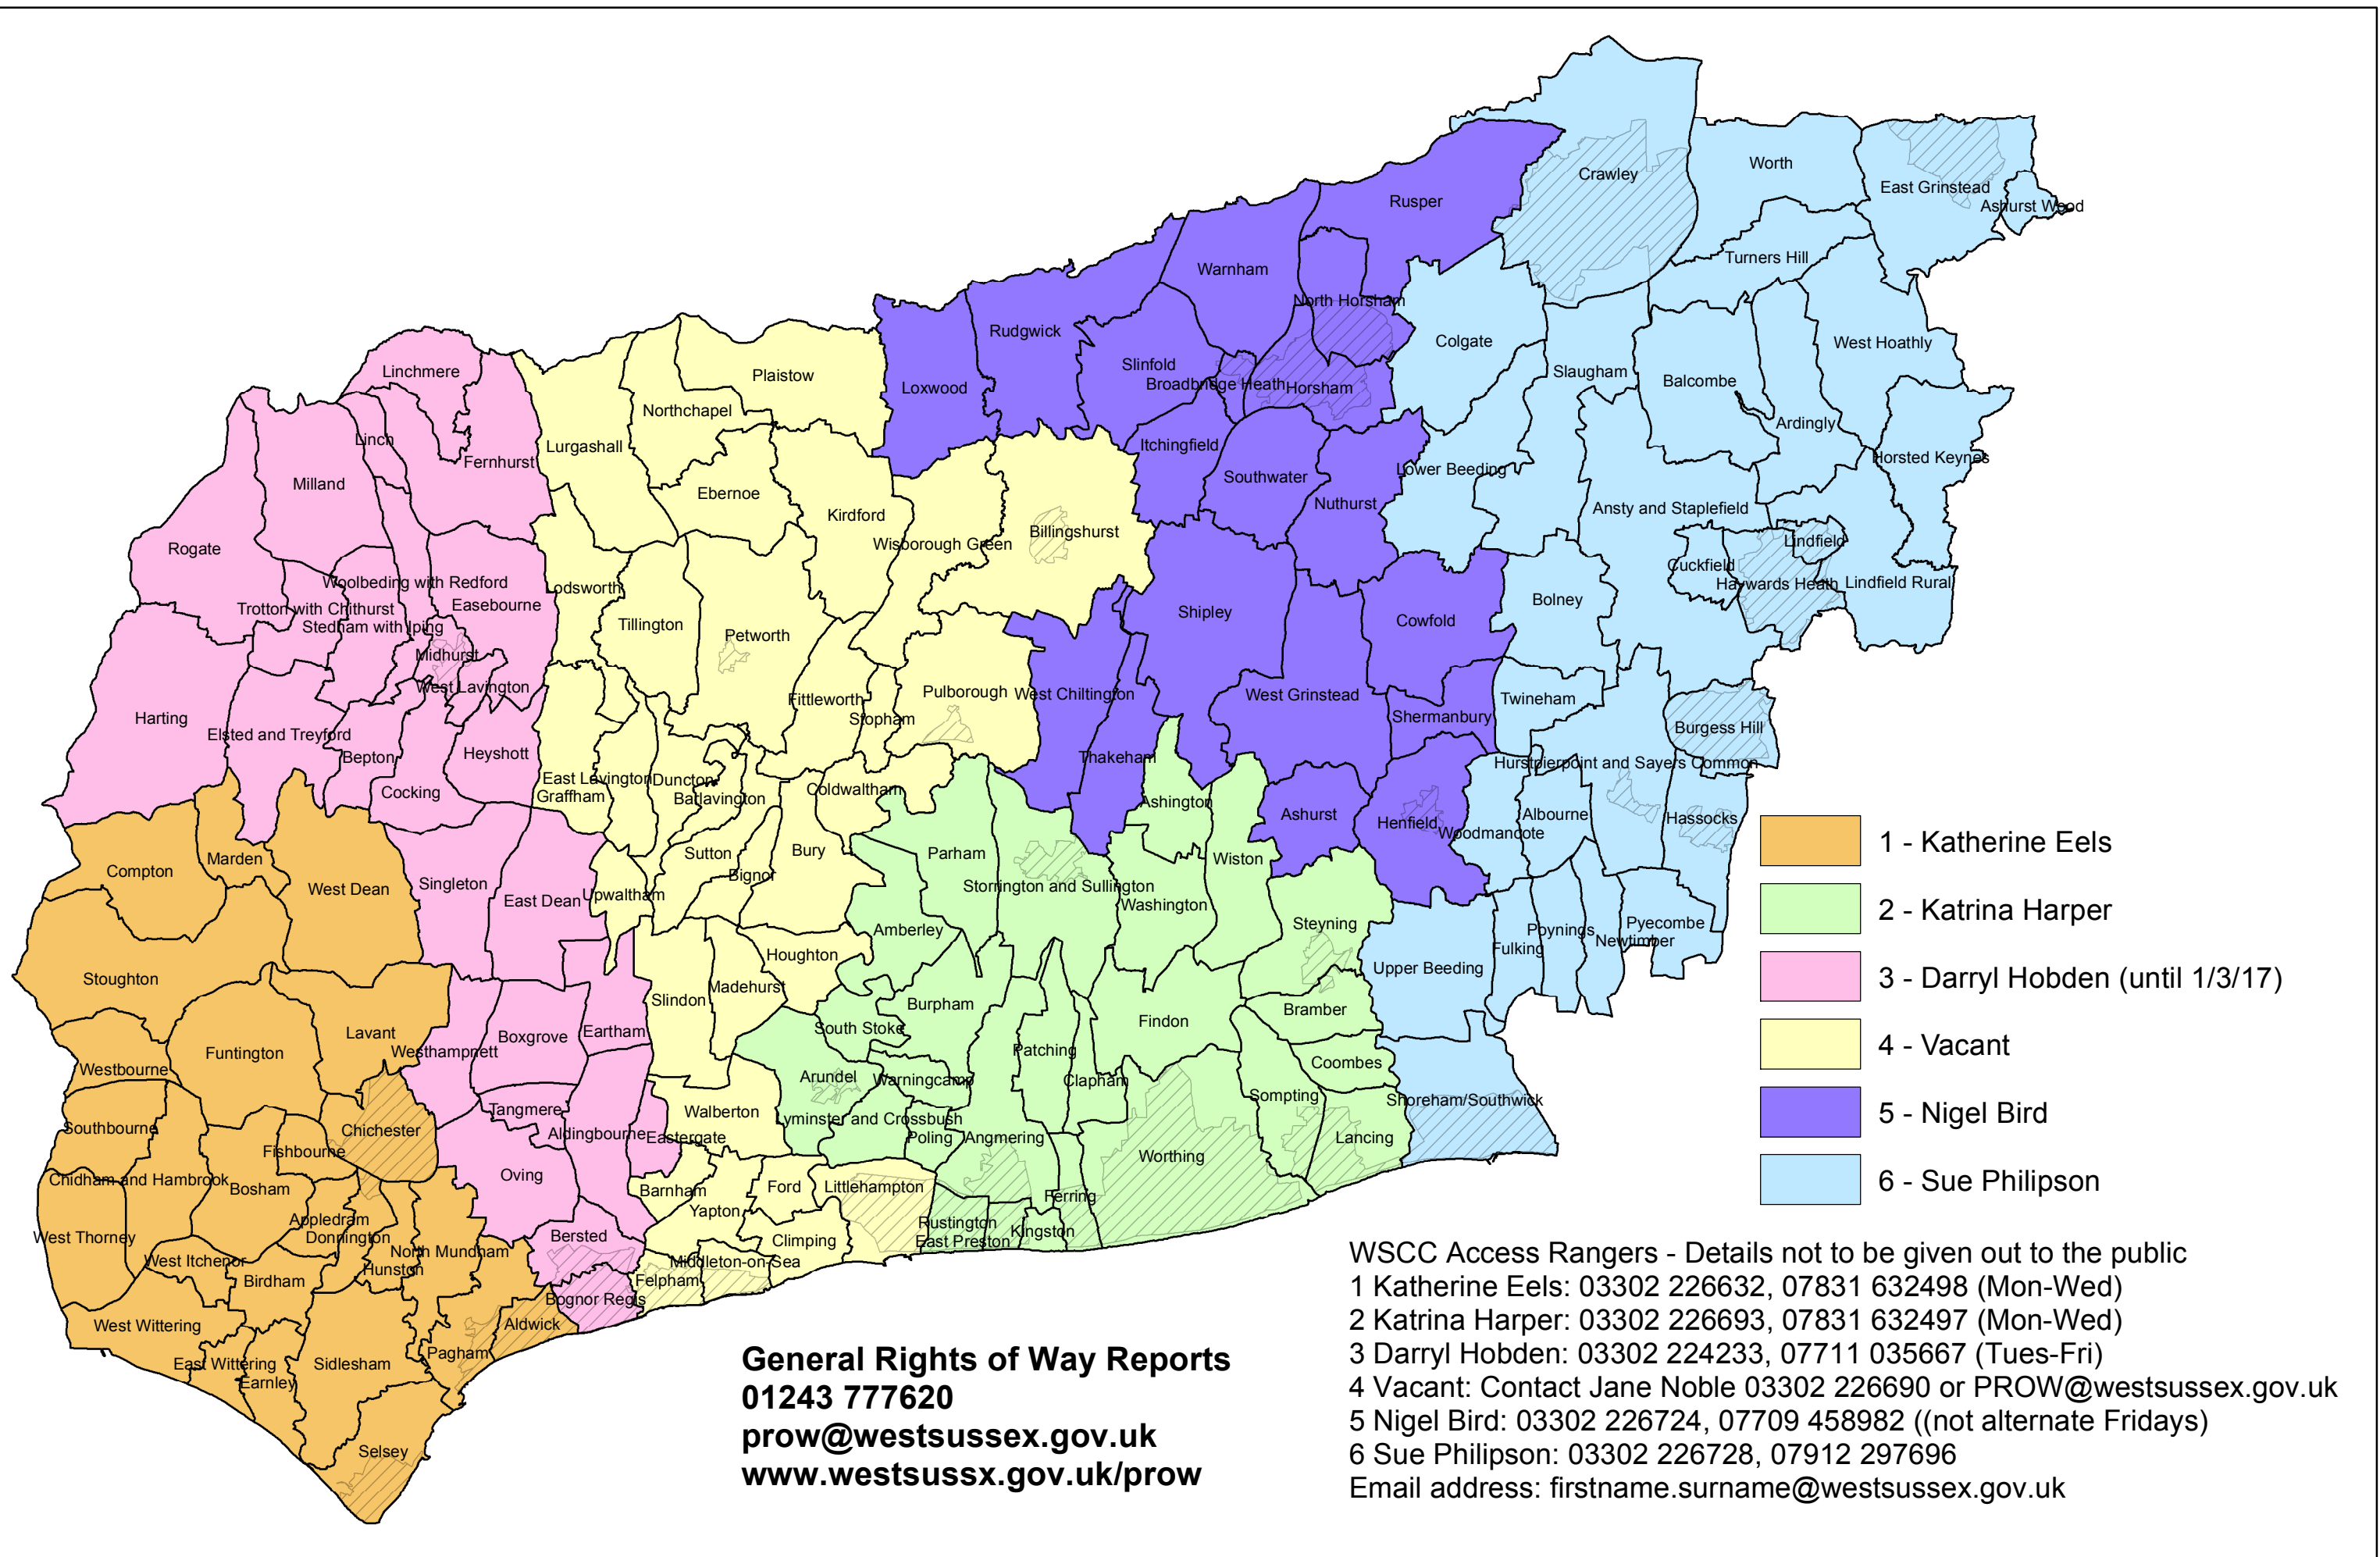 Crawley
Worth
East Grinstead
Ashurst Wood
Rusper
Turners Hill
Warnham
North Horsham
Rudgwick
Colgate
West Hoathly
Slinfold
Linchmere
Plaistow
Loxwood
Broadbridge Heath
Horsham
Slaugham
Balcombe
Northchapel
Ardingly
Linch
Lurgashall
Itchingfield
Fernhurst
Lower Beeding
Horsted Keynes
Milland
Southwater
Ebernoe
Nuthurst
Ansty and Staplefield
Kirdford
Billingshurst
Rogate
Wisborough Green
Lindfield
Cuckfield
Woolbeding with Redford
Haywards Heath
Lindfield Rural
Lodsworth
Easebourne
Bolney
Trotton with Chithurst
Shipley
Stedham with Iping
Tillington
Cowfold
Petworth
Midhurst
West Lavington
Pulborough
West Chiltington
West Grinstead
Fittleworth
Twineham
Harting
Stopham
Shermanbury
Burgess Hill
Elsted and Treyford
Bepton
Heyshott
Thakeham
Hurstpierpoint and Sayers Common
East Lavington
Duncton
Graffham
Barlavington
Coldwaltham
Cocking
Ashington
Ashurst
Henfield
Woodmancote
Albourne
Hassocks
Compton
Marden
Sutton
Bury
Parham
Wiston
West Dean
Singleton
Bignor
Storrington and Sullington
Upwaltham
East Dean
Washington
Steyning
Amberley
Poynings
Pyecombe
Newtimber
Fulking
Houghton
Upper Beeding
Stoughton
Slindon
Madehurst
Burpham
Bramber
Findon
South Stoke
Lavant
Boxgrove
Eartham
Funtington
Westhampnett
Patching
Coombes
Westbourne
Arundel
Warningcamp
Clapham
Sompting
Shoreham/Southwick
Tangmere
Walberton
Lyminster and Crossbush
Southbourne
Chichester
Aldingbourne
Eastergate
Poling
Angmering
Lancing
Fishbourne
Worthing
Oving
Chidham and Hambrook
Bosham
Barnham
Ford
Littlehampton
Ferring
Yapton
Appledram
Rustington
Donnington
Kingston
West Thorney
Bersted
Climping
East Preston
North Mundham
West Itchenor
Hunston
Middleton-on-Sea
Birdham
Felpham
Bognor Regis
West Wittering
Aldwick
Pagham
East Wittering
Sidlesham
Earnley
Selsey
1 - Katherine Eels
2 - Katrina Harper
3 - Darryl Hobden (until 1/3/17)
4 - Vacant
5 - Nigel Bird
6 - Sue Philipson
General Rights of Way Reports
01243 777620
prow@westsussex.gov.uk
www.westsussx.gov.uk/prow
WSCC Access Rangers - Details not to be given out to the public
1 Katherine Eels: 03302 226632, 07831 632498 (Mon-Wed)
2 Katrina Harper: 03302 226693, 07831 632497 (Mon-Wed)
3 Darryl Hobden: 03302 224233, 07711 035667 (Tues-Fri)
4 Vacant: Contact Jane Noble 03302 226690 or PROW@westsussex.gov.uk
5 Nigel Bird: 03302 226724, 07709 458982 ((not alternate Fridays)
6 Sue Philipson: 03302 226728, 07912 297696
Email address: firstname.surname@westsussex.gov.uk